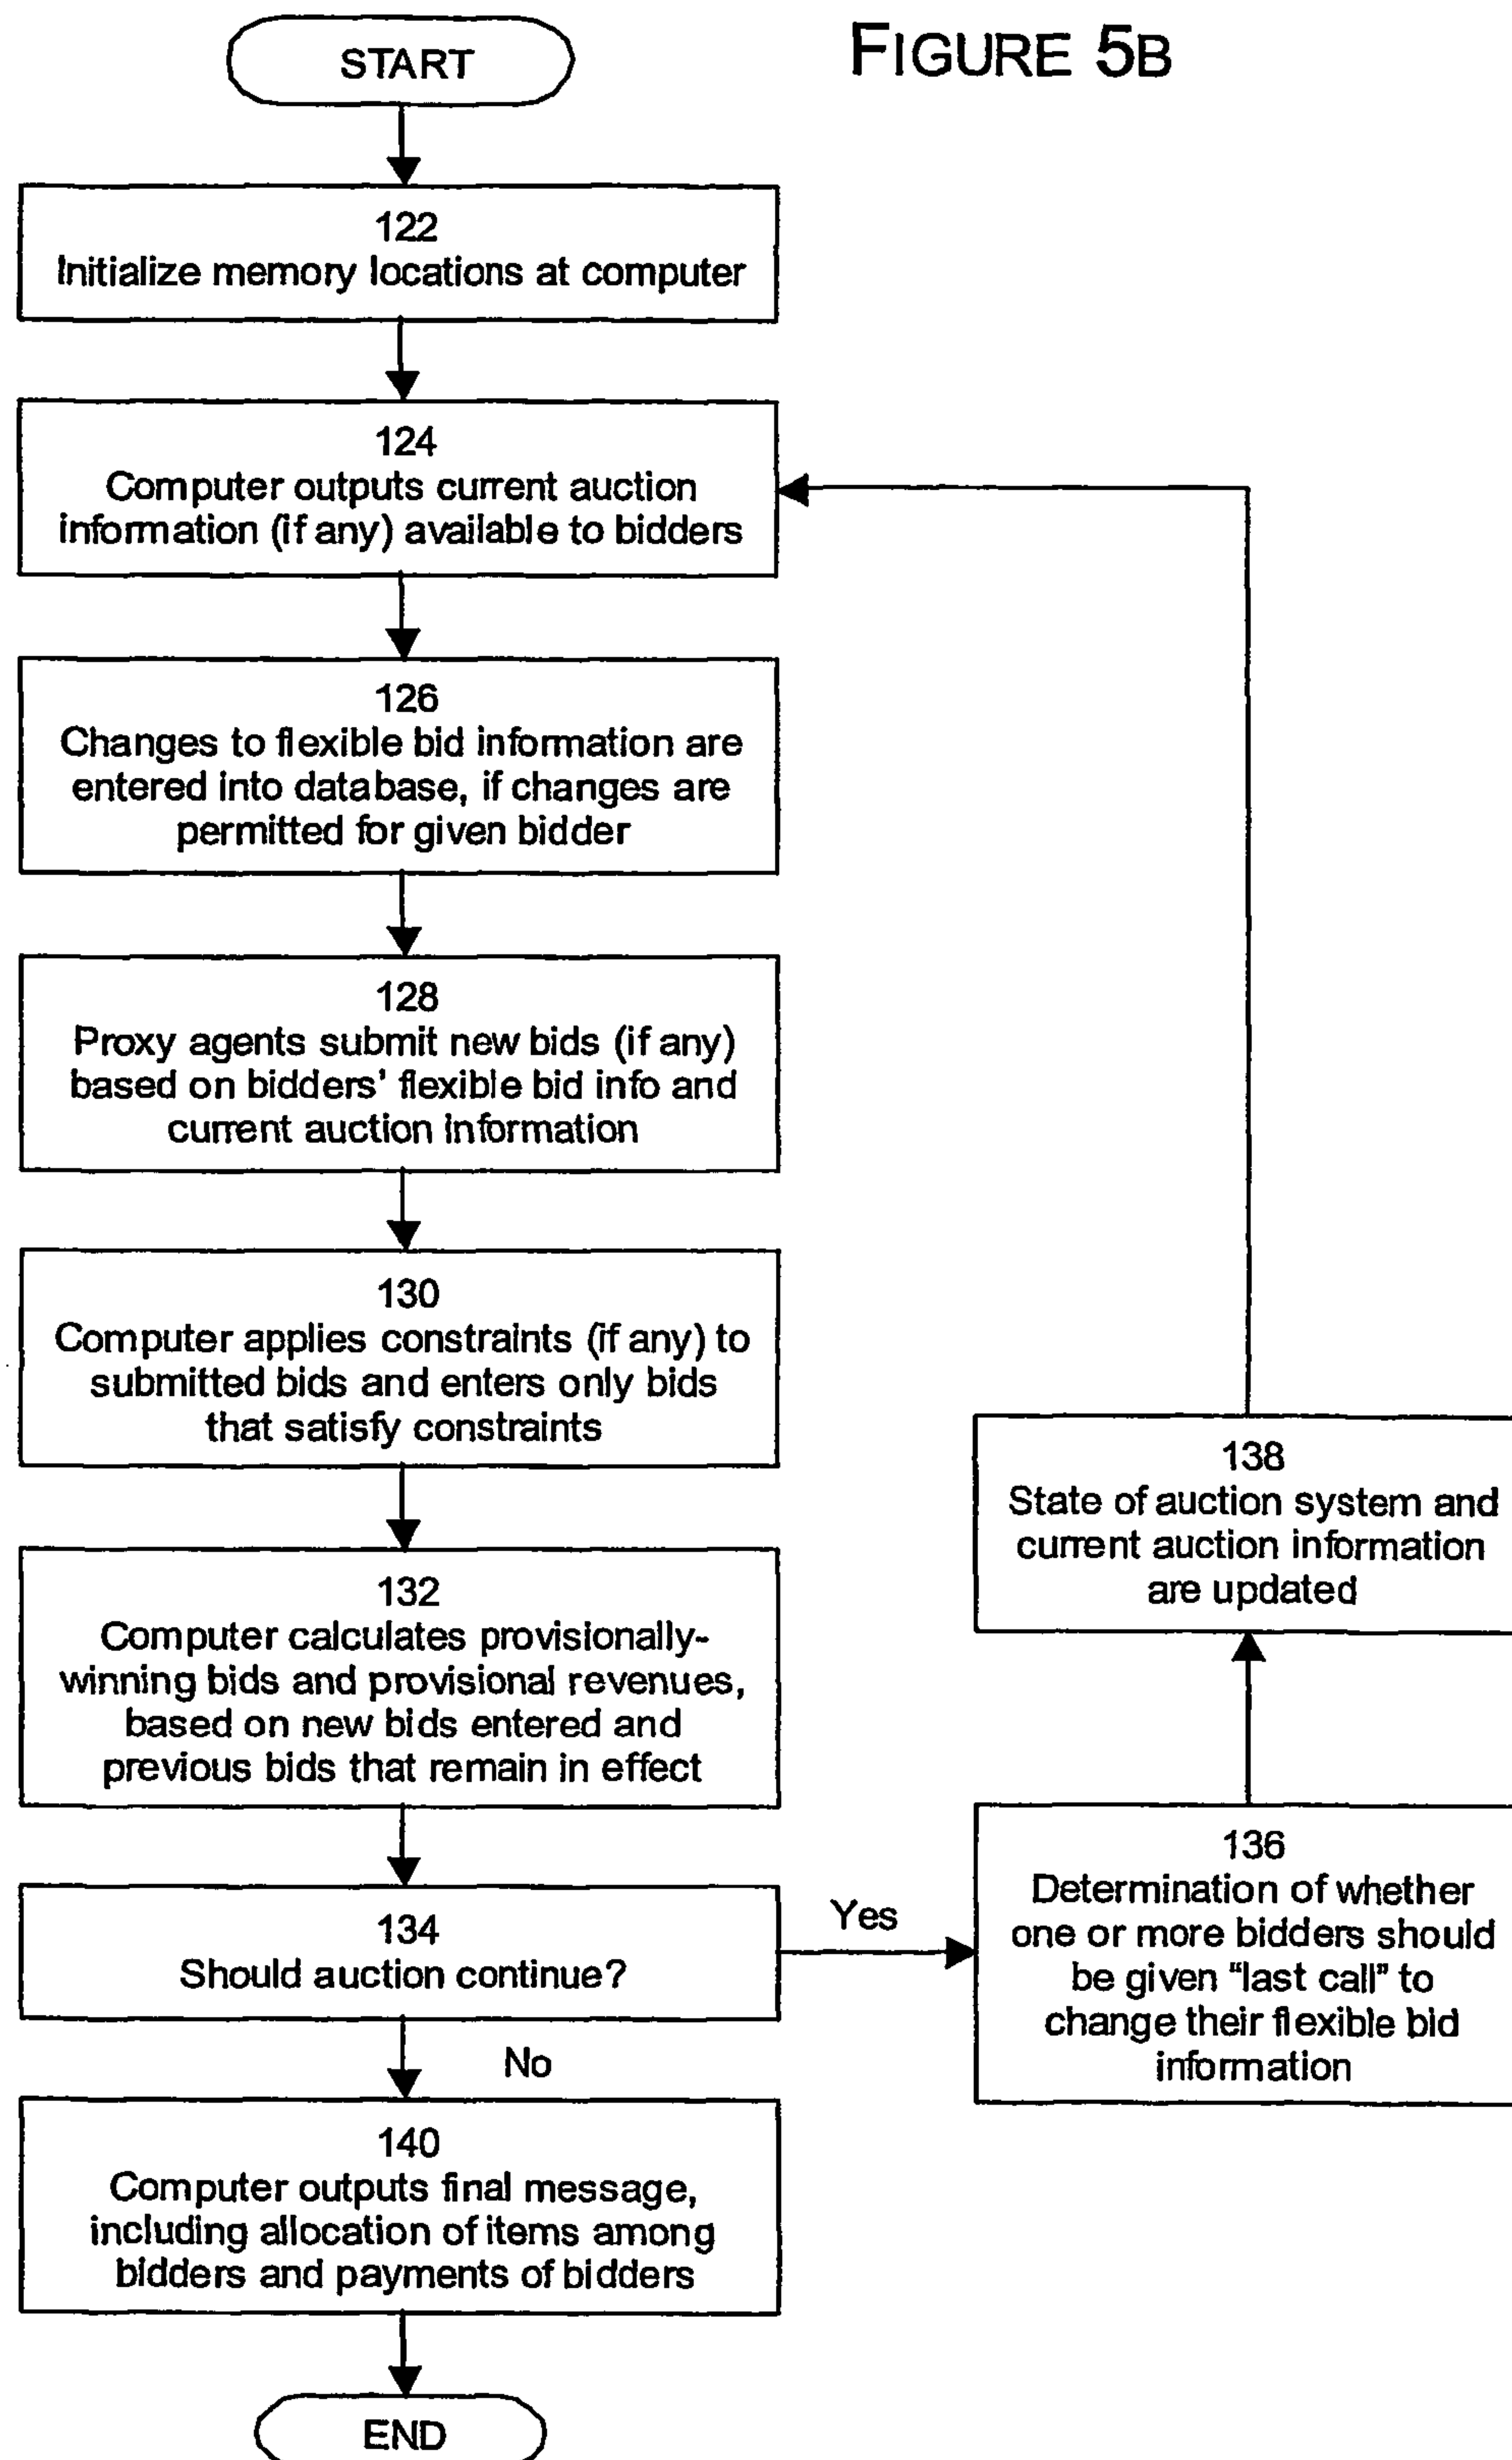 FIGURE 5B
START
122
Initialize memory locations at computer
124
Computer outputs current auction
information (if any) available to bidders
126
Changes to flexible bid information are
entered into database, if changes are
permitted for given bidder
128
Proxy agents submit new bids (if any)
based on bidders' flexible bid info and
current auction information
130
Computer applies constraints (if any) to
submitted bids and enters only bids
that satisfy constraints
132
Computer calculates provisionally-
winning bids and provisional revenues,
based on new bids entered and
previous bids that remain in effect
134
Should auction continue?
Yes
136
Determination of whether
one or more bidders should
be given "last call" to
change their flexible bid
information
138
State of auction system and
current auction information
are updated
No
140
Computer outputs final message,
including allocation of items among
bidders and payments of bidders
END